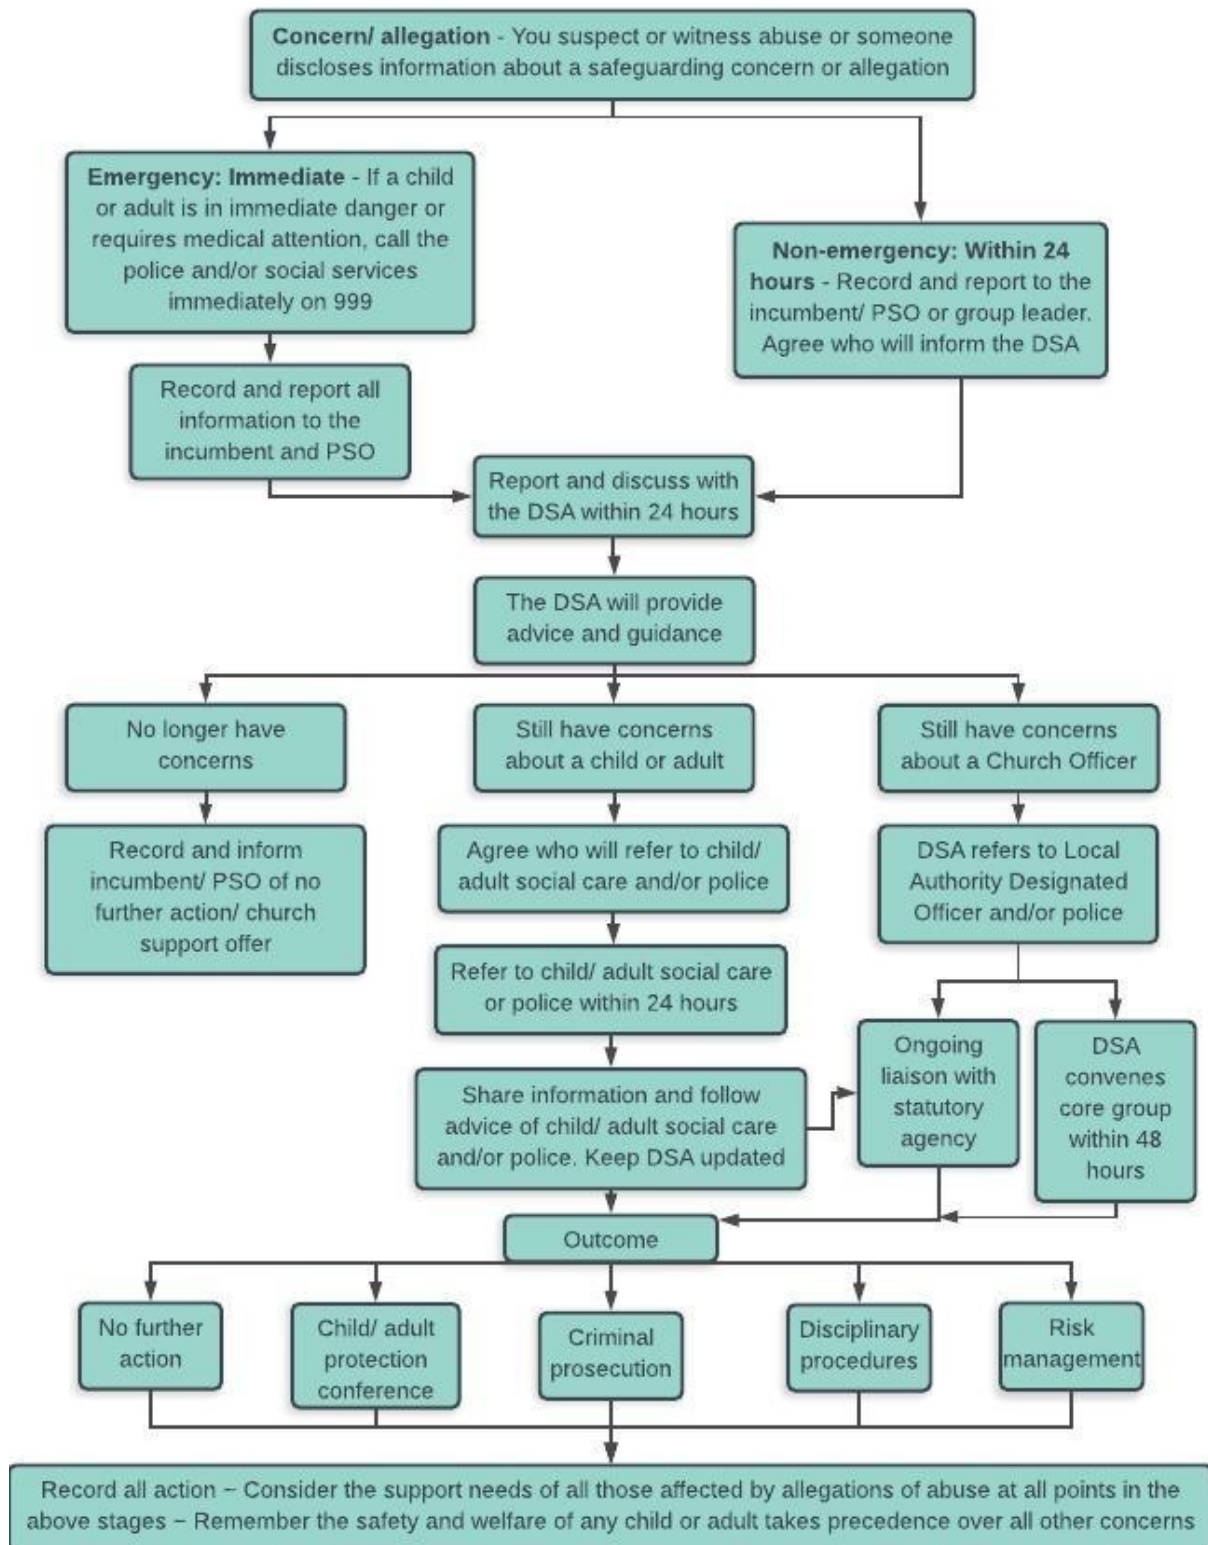 Concern/ allegation - You suspect or witness abuse or someone
discloses information about a safeguarding concern or allegation
Emergency: Immediate - If a child
or adult is in immediate danger or
requires medical attention, call the
police and/or social services
immediately on 999
Non-emergency: Within 24
hours - Record and report to the
incumbent/ PSO or group leader.
Agree who will inform the DSA
Record and report all
information to the
incumbent and PSO
Report and discuss with
the DSA within 24 hours
The DSA will provide
advice and guidance
No longer have
concerns
Still have concerns
about a child or adult
Still have concerns
about a Church Officer
Record and inform
incumbent/ PSO of no
further action/ church
support offer
Agree who will refer to child/
adult social care and/or police
DSA refers to Local
Authority Designated
Officer and/or police
Refer to child/ adult social care
or police within 24 hours
Share information and follow
advice of child/ adult social care
and/or police. Keep DSA updated
Ongoing
liaison with
statutory
agency
DSA
convenes
core group
within 48
hours
Outcome
No further
action
Child/ adult
protection
conference
Criminal
prosecution
Disciplinary
procedures
Risk
management
Record all action – Consider the support needs of all those affected by allegations of abuse at all points in the
above stages – Remember the safety and welfare of any child or adult takes precedence over all other concerns